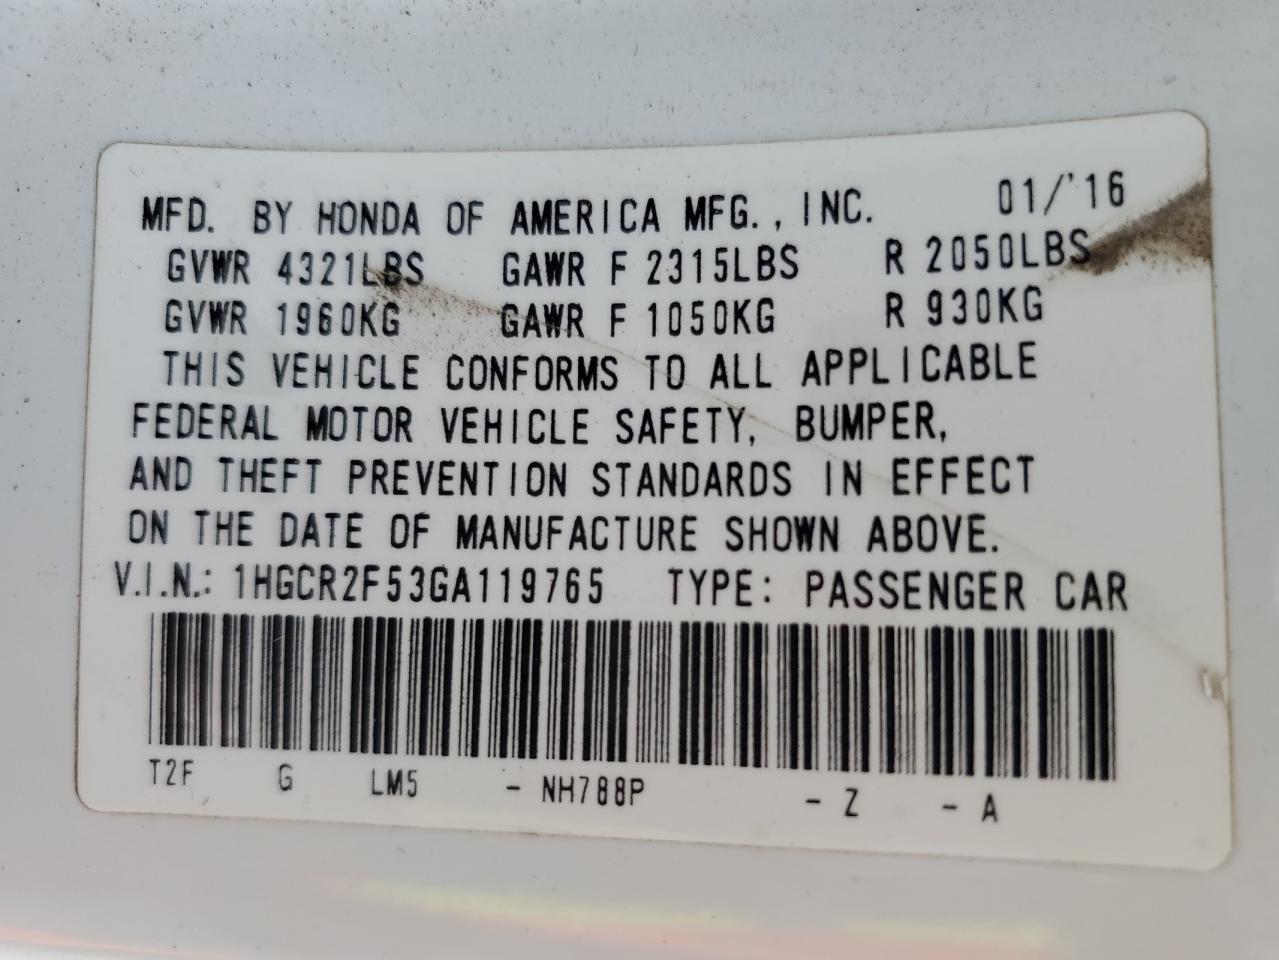 MFD. BY HONDA OF AMERICA MFG., INC. 01/'16
GVWR 4321LBS GAWR F 2315LBS R 2050LBS
GVWR 1960KG GAWR F 1050KG R 930KG
THIS VEHICLE CONFORMS TO ALL APPLICABLE
FEDERAL MOTOR VEHICLE SAFETY, BUMPER,
AND THEFT PREVENTION STANDARDS IN EFFECT
ON THE DATE OF MANUFACTURE SHOWN ABOVE.
V.I.N.: 1HGCR2F53GA119765 TYPE: PASSENGER CAR
T2F G LM5 - NH788P - Z - A